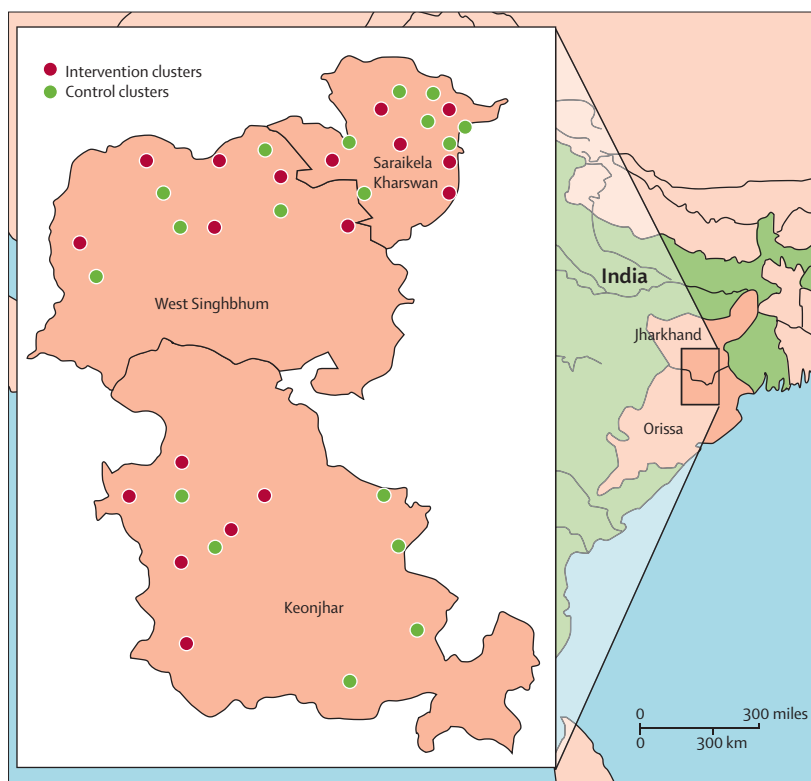 Intervention clusters
Control clusters
Saraikela
Kharswan
West Singhbhum
Keonjhar
India
Jharkhand
Orissa
0 300 miles
0 300 km